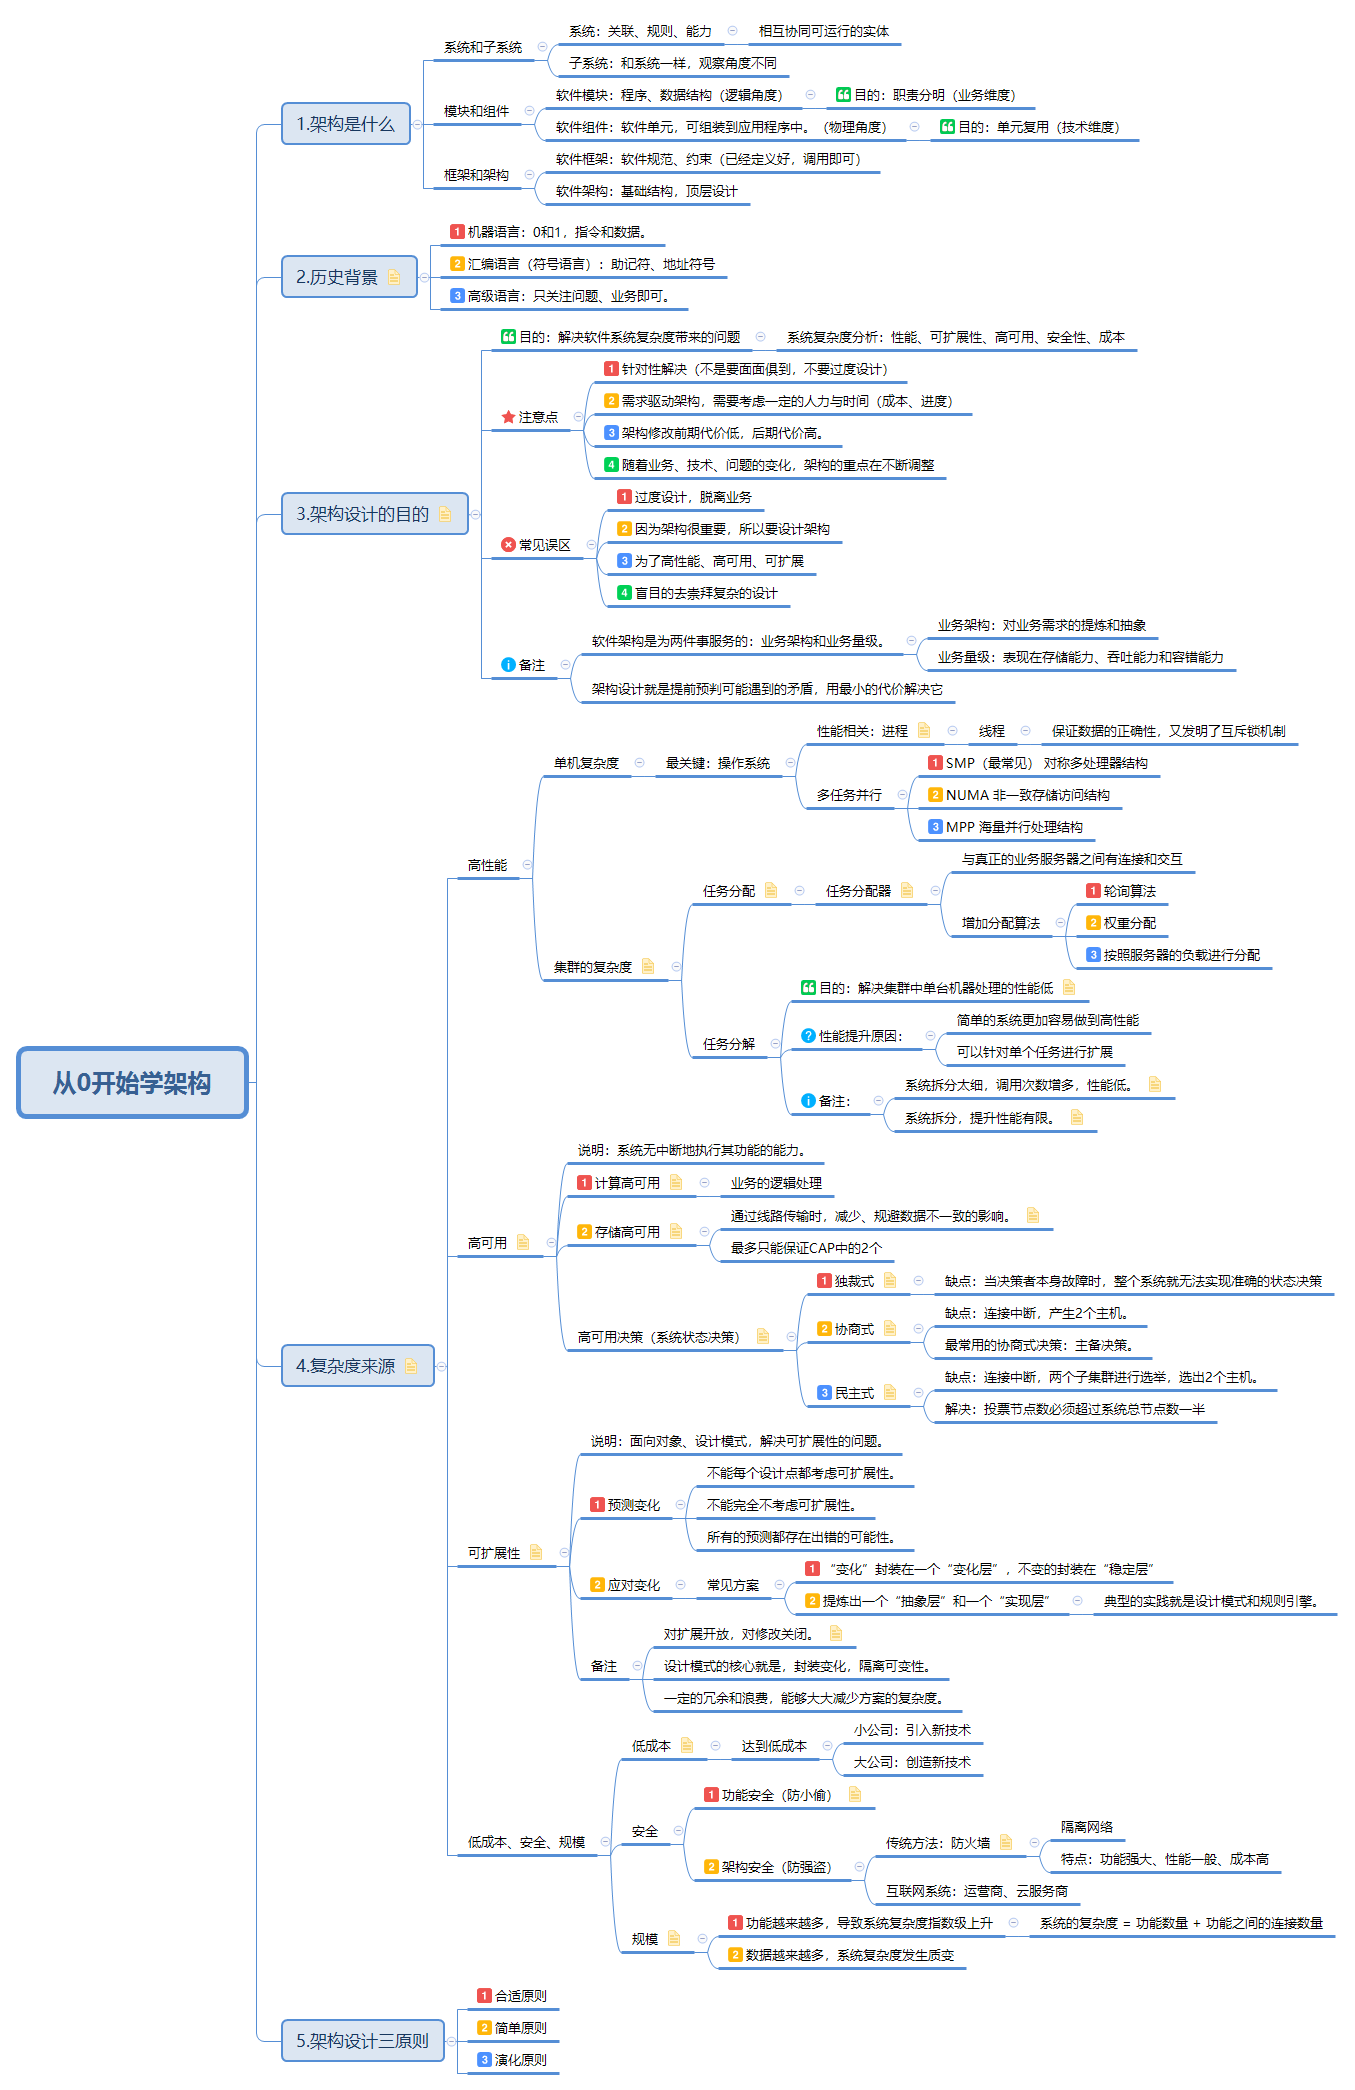 从0开始学架构
1.架构是什么
系统和子系统
系统：关联、规则、能力
相互协同可运行的实体
子系统：和系统一样，观察角度不同
模块和组件
软件模块：程序、数据结构（逻辑角度）
目的：职责分明（业务维度）
软件组件：软件单元，可组装到应用程序中。（物理角度）
目的：单元复用（技术维度）
框架和架构
软件框架：软件规范、约束（已经定义好，调用即可）
软件架构：基础结构，顶层设计
2.历史背景
1 机器语言：0和1，指令和数据。
2 汇编语言（符号语言）：助记符、地址符号
3 高级语言：只关注问题、业务即可。
3.架构设计的目的
目的：解决软件系统复杂度带来的问题
系统复杂度分析：性能、可扩展性、高可用、安全性、成本
注意点
1 针对性解决（不是要面面俱到，不要过度设计）
2 需求驱动架构，需要考虑一定的人力与时间（成本、进度）
3 架构修改前期代价低，后期代价高。
4 随着业务、技术、问题的变化，架构的重点在不断调整
常见误区
1 过度设计，脱离业务
2 因为架构很重要，所以要设计架构
3 为了高性能、高可用、可扩展
4 盲目的去崇拜复杂的设计
备注
软件架构是为两件事服务的：业务架构和业务量级。
业务架构：对业务需求的提炼和抽象
业务量级：表现在存储能力、吞吐能力和容错能力
架构设计就是提前预判可能遇到的矛盾，用最小的代价解决它
4.复杂度来源
高性能
单机复杂度
最关键：操作系统
性能相关：进程
线程
保证数据的正确性，又发明了互斥锁机制
多任务并行
1 SMP（最常见） 对称多处理器结构
2 NUMA 非一致存储访问结构
3 MPP 海量并行处理结构
集群的复杂度
任务分配
任务分配器
与真正的业务服务器之间有连接和交互
增加分配算法
1 轮询算法
2 权重分配
3 按照服务器的负载进行分配
任务分解
目的：解决集群中单台机器处理的性能低
性能提升原因：
简单的系统更加容易做到高性能
可以针对单个任务进行扩展
备注：
系统拆分太细，调用次数增多，性能低。
系统拆分，提升性能有限。
高可用
说明：系统无中断地执行其功能的能力。
1 计算高可用
业务的逻辑处理
2 存储高可用
通过线路传输时，减少、规避数据不一致的影响。
最多只能保证CAP中的2个
高可用决策（系统状态决策）
1 独裁式
缺点：当决策者本身故障时，整个系统就无法实现准确的状态决策
2 协商式
缺点：连接中断，产生2个主机。
最常用的协商式决策：主备决策。
3 民主式
缺点：连接中断，两个子集群进行选举，选出2个主机。
解决：投票节点数必须超过系统总节点数一半
可扩展性
说明：面向对象、设计模式，解决可扩展性的问题。
1 预测变化
不能每个设计点都考虑可扩展性。
不能完全不考虑可扩展性。
所有的预测都存在出错的可能性。
2 应对变化
常见方案
1 “变化”封装在一个“变化层”，不变的封装在“稳定层”
2 提炼出一个“抽象层”和一个“实现层”
典型的实践就是设计模式和规则引擎。
备注
对扩展开放，对修改关闭。
设计模式的核心就是，封装变化，隔离可变性。
一定的冗余和浪费，能够大大减少方案的复杂度。
低成本、安全、规模
低成本
达到低成本
小公司：引入新技术
大公司：创造新技术
安全
1 功能安全（防小偷）
2 架构安全（防强盗）
传统方法：防火墙
隔离网络
特点：功能强大、性能一般、成本高
互联网系统：运营商、云服务商
规模
1 功能越来越多，导致系统复杂度指数级上升
系统的复杂度 = 功能数量 + 功能之间的连接数量
2 数据越来越多，系统复杂度发生质变
5.架构设计三原则
1 合适原则
2 简单原则
3 演化原则